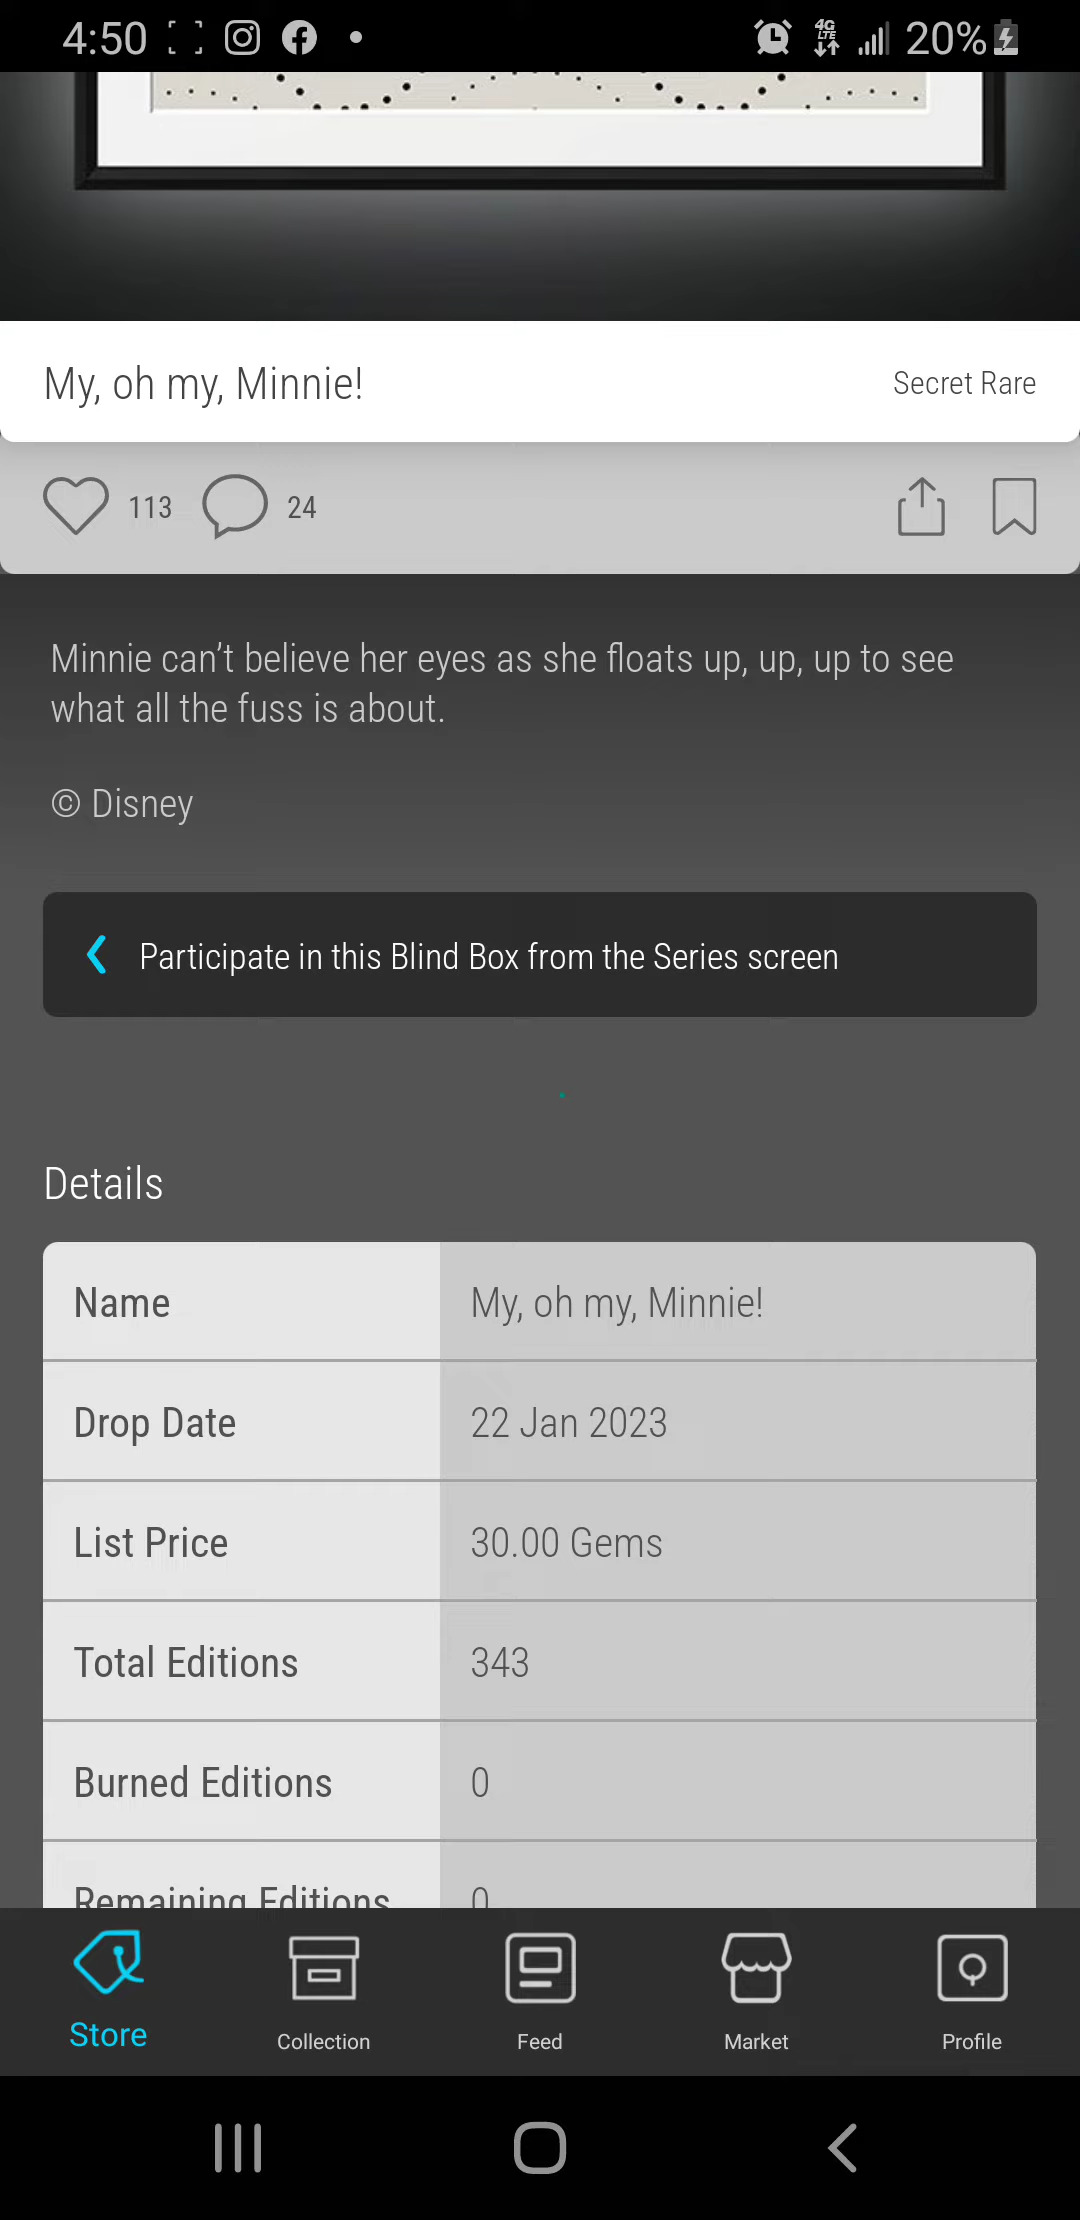 4:50
4G
LTE
20%
My, oh my, Minnie!
Secret Rare
113
24
Minnie can’t believe her eyes as she floats up, up, up to see
what all the fuss is about.
© Disney
Participate in this Blind Box from the Series screen
Details
Name
My, oh my, Minnie!
Drop Date
22 Jan 2023
List Price
30.00 Gems
Total Editions
343
Burned Editions
0
Remaining Editions
0
Store
Collection
Feed
Market
Profile